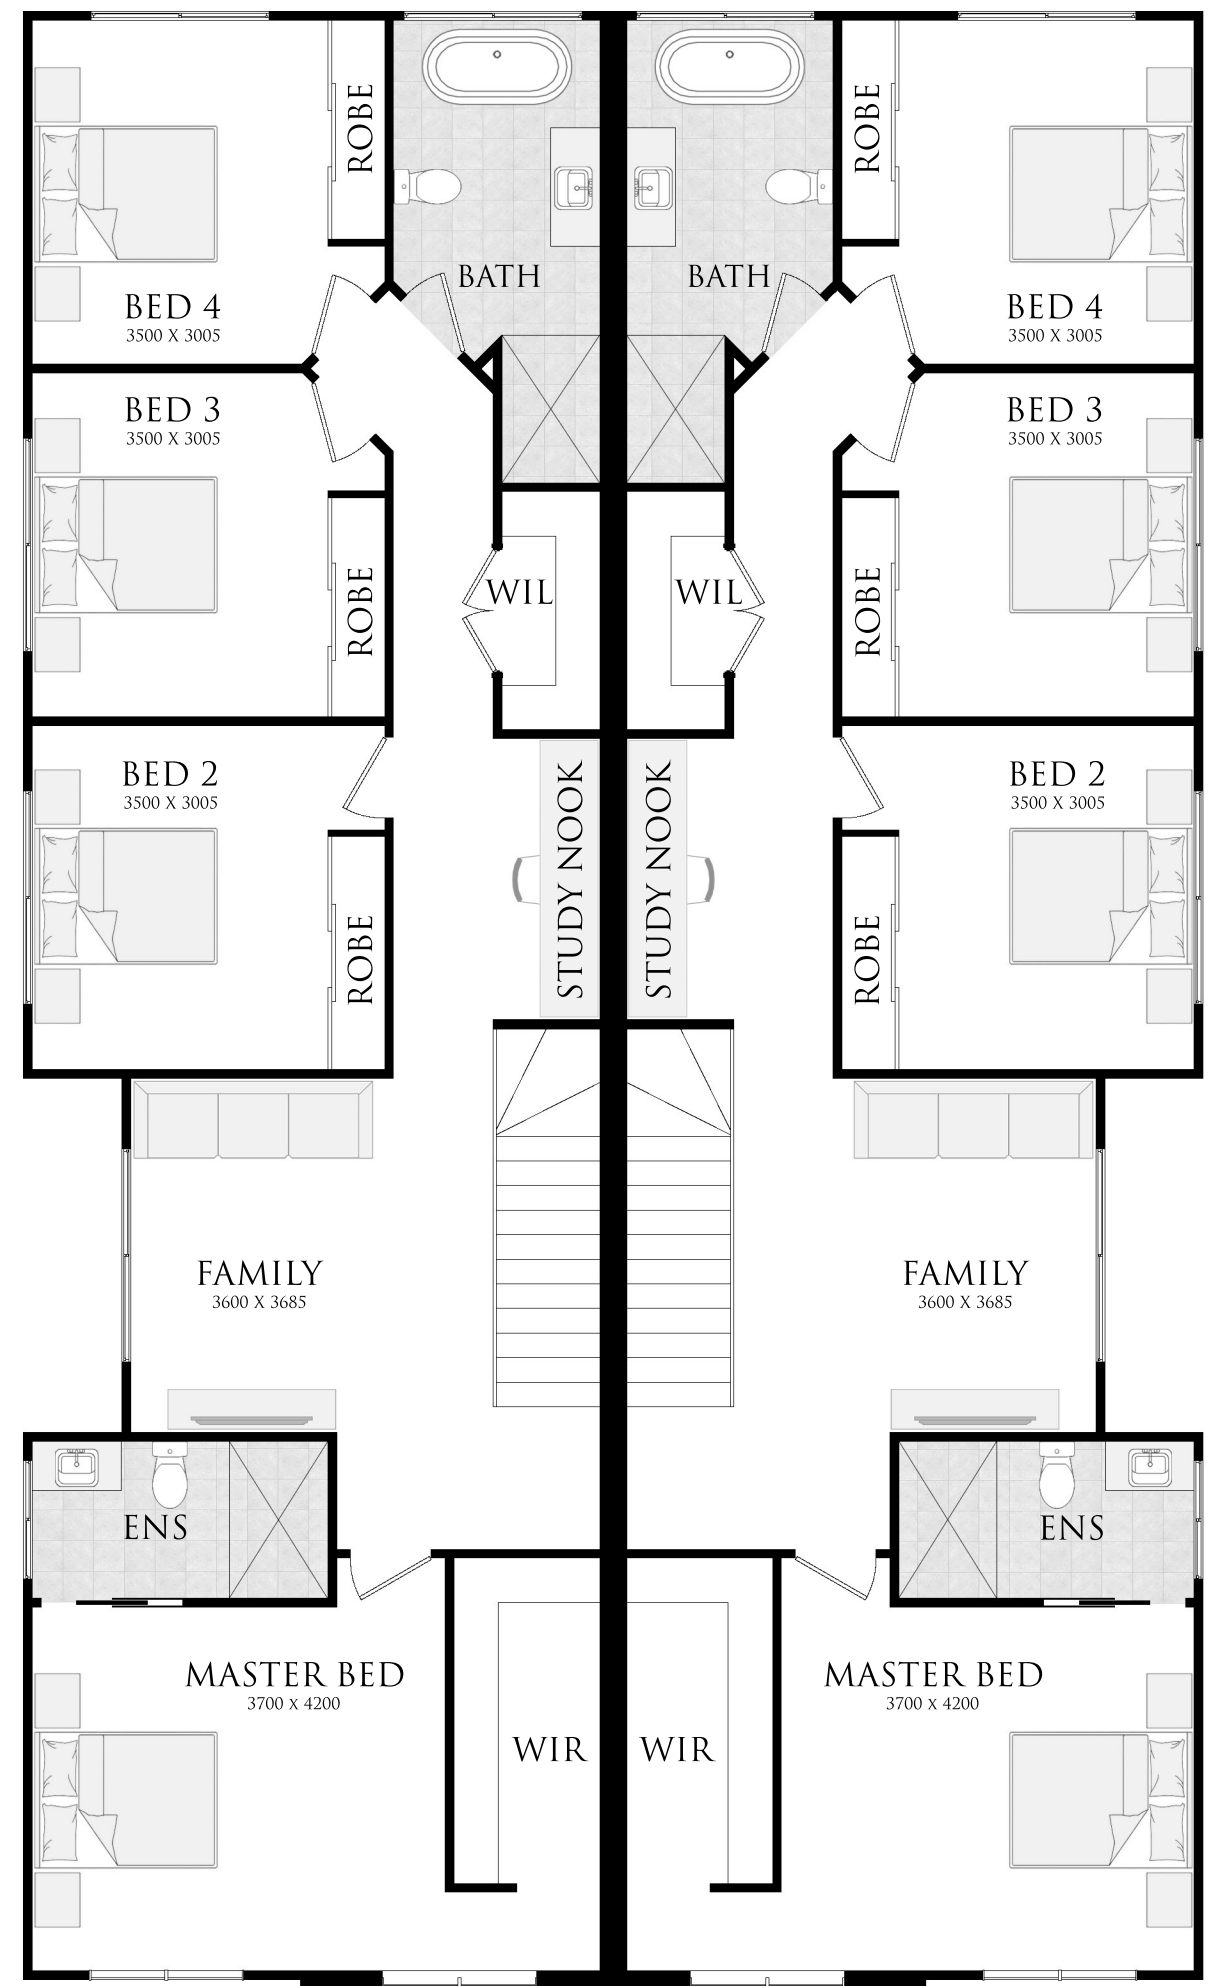 ROBE
ROBE
BATH
BATH
BED 4
3500 X 3005
BED 4
3500 X 3005
BED 3
3500 X 3005
BED 3
3500 X 3005
ROBE
WIL
WIL
ROBE
BED 2
3500 X 3005
BED 2
3500 X 3005
STUDY NOOK
STUDY NOOK
ROBE
ROBE
FAMILY
3600 X 3685
FAMILY
3600 X 3685
ENS
ENS
MASTER BED
3700 X 4200
MASTER BED
3700 X 4200
WIR
WIR